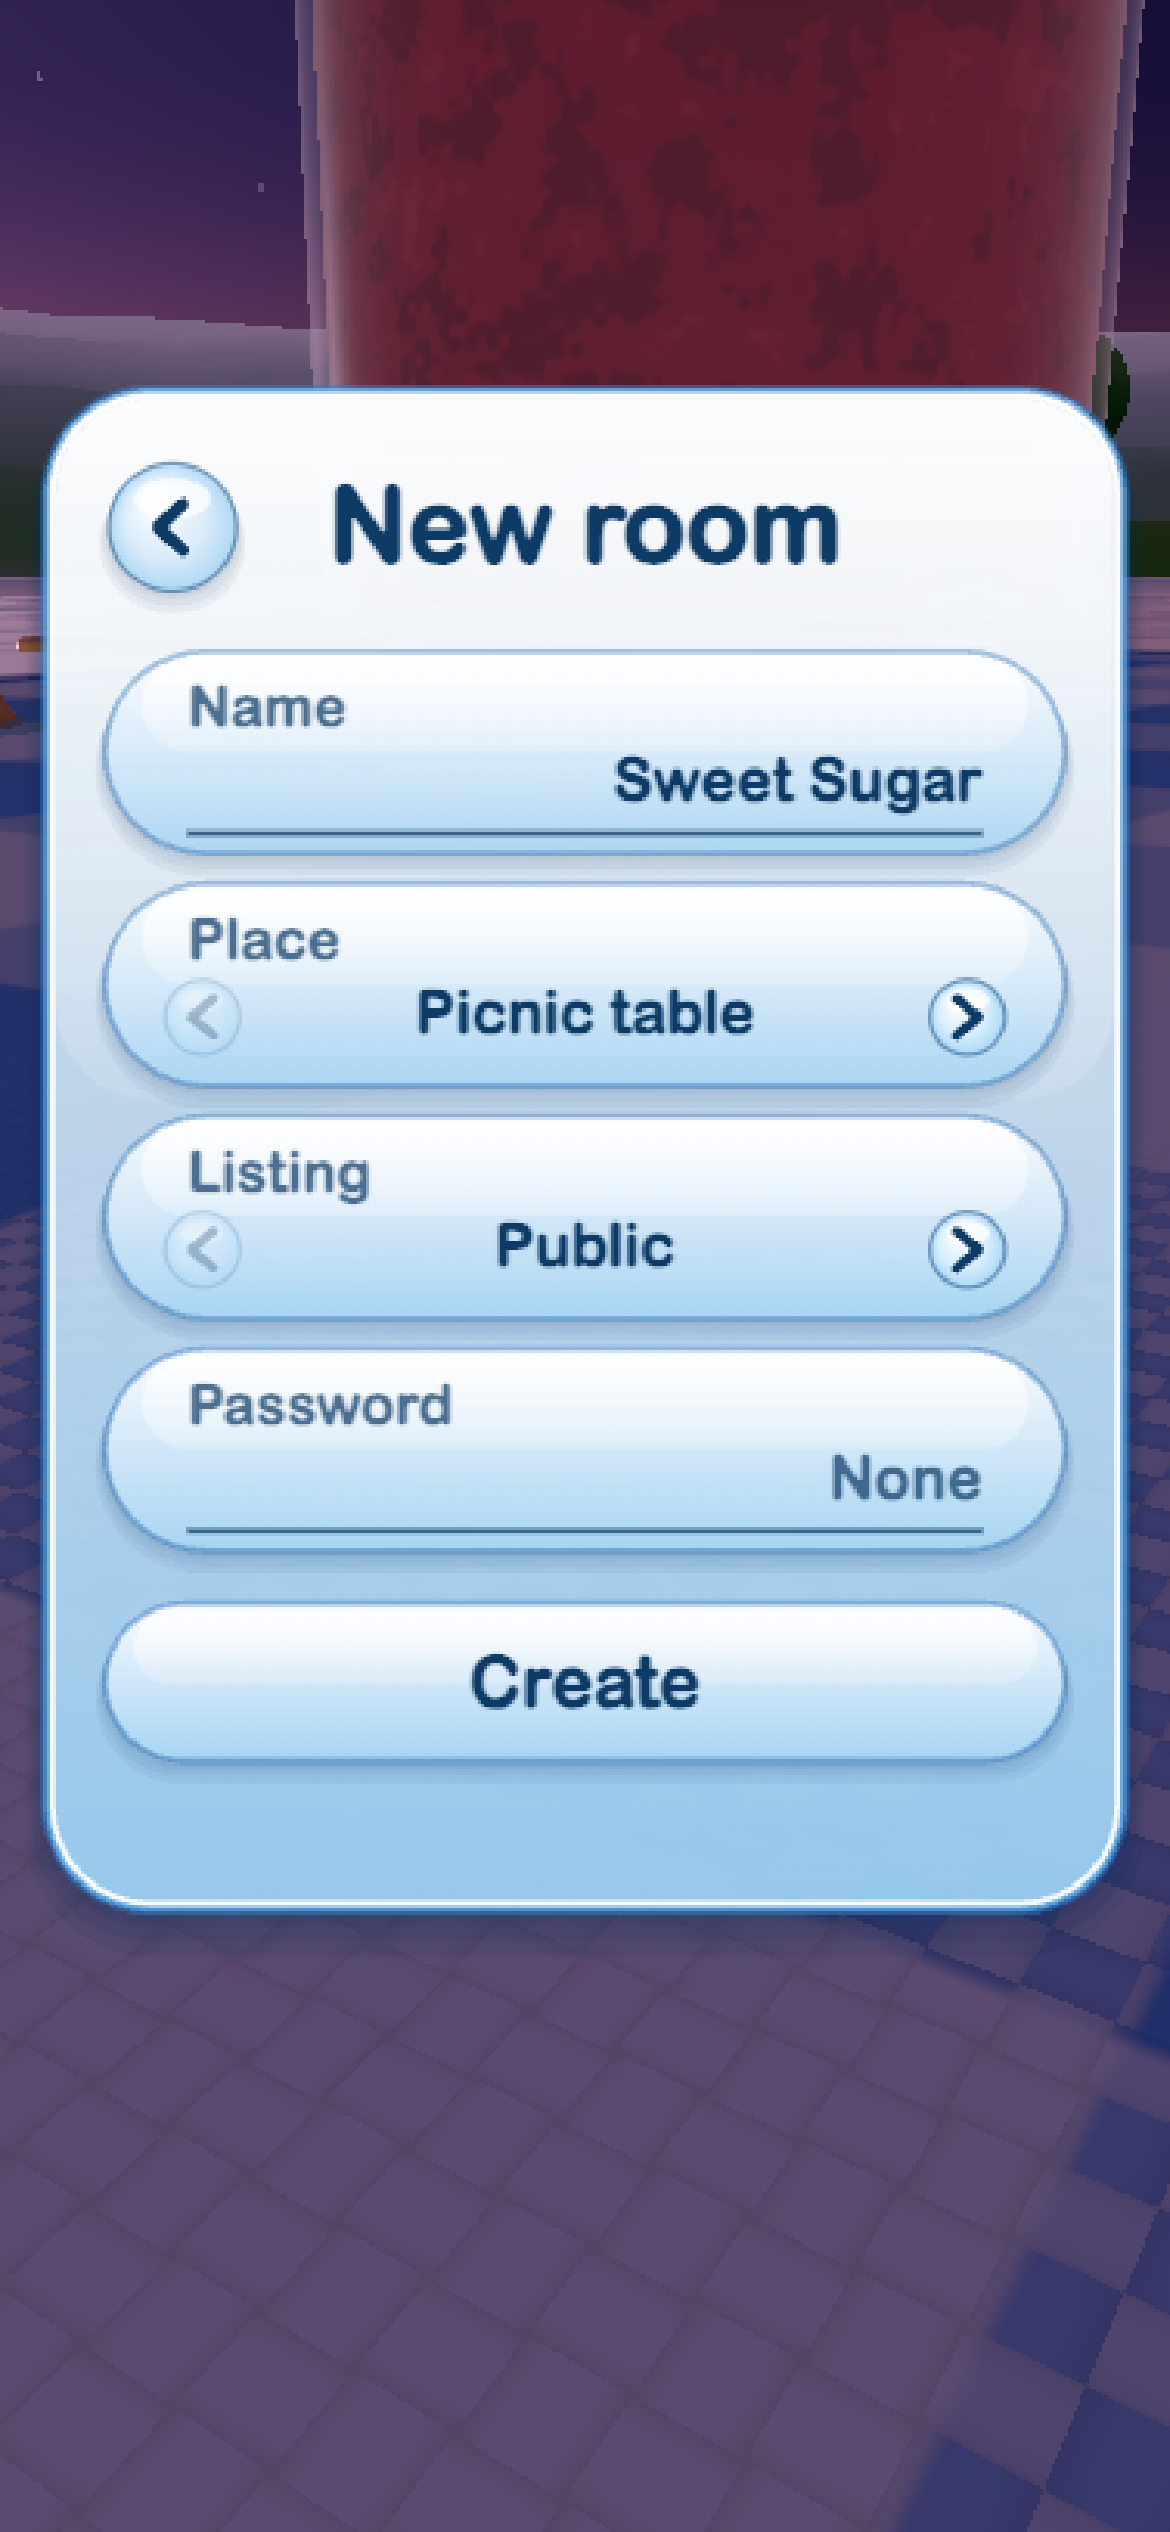 New room
Name
Sweet Sugar
Place
Picnic table
Listing
Public
Password
None
Create